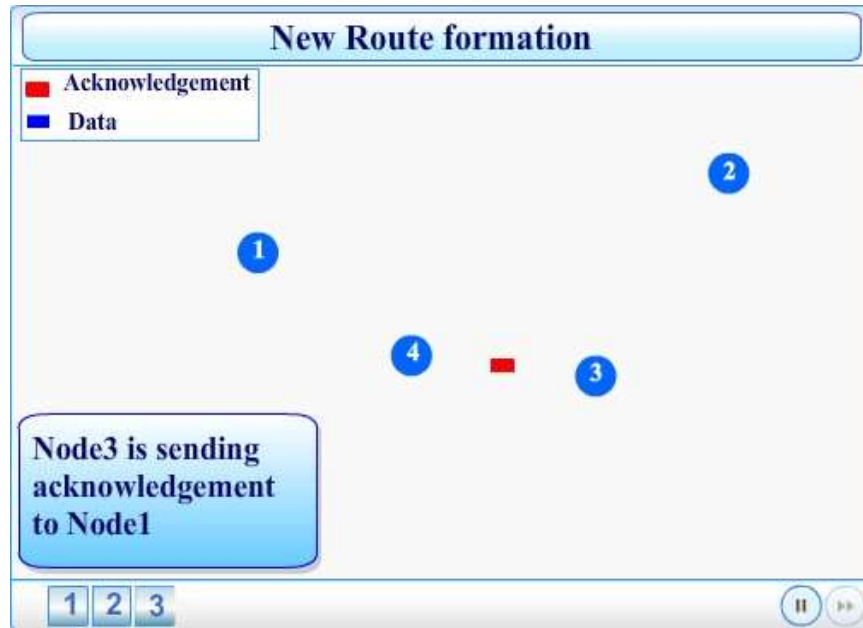 New Route formation
Acknowledgement
Data
2
1
4
3
Node3 is sending
acknowledgement
to Node1
1 2 3